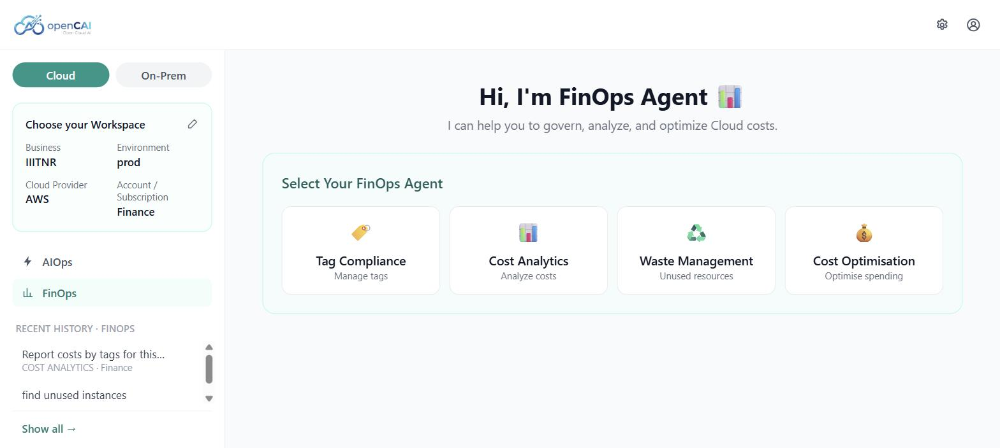 openCAI
Open Cloud AI
Cloud
On-Prem
Choose your Workspace
Business
Environment
IIITNR
prod
Cloud Provider
Account /
Subscription
AWS
Finance
AIOps
FinOps
RECENT HISTORY · FINOPS
Report costs by tags for this...
COST ANALYTICS · Finance
find unused instances
Show all →
Hi, I'm FinOps Agent
I can help you to govern, analyze, and optimize Cloud costs.
Select Your FinOps Agent
Tag Compliance
Manage tags
Cost Analytics
Analyze costs
Waste Management
Unused resources
Cost Optimisation
Optimise spending